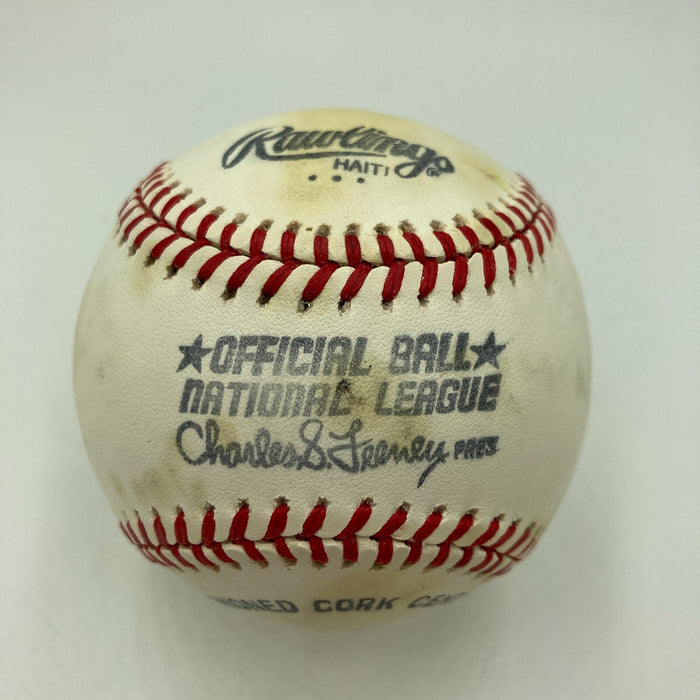 Rawlings ®
HAITI
★OFFICIAL BALL★
NATIONAL LEAGUE
Charles S. Feeney PRES.
CORK